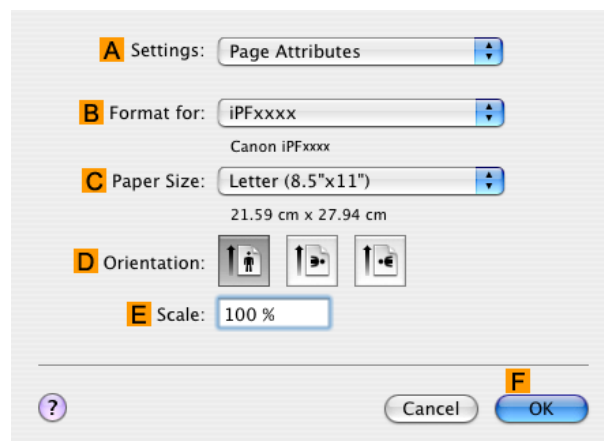 A Settings: Page Attributes
B Format for: iPFxxxx
Canon iPFxxxx
C Paper Size: Letter (8.5"x11")
21.59 cm x 27.94 cm
D Orientation:
E Scale: 100 %
F
? Cancel OK